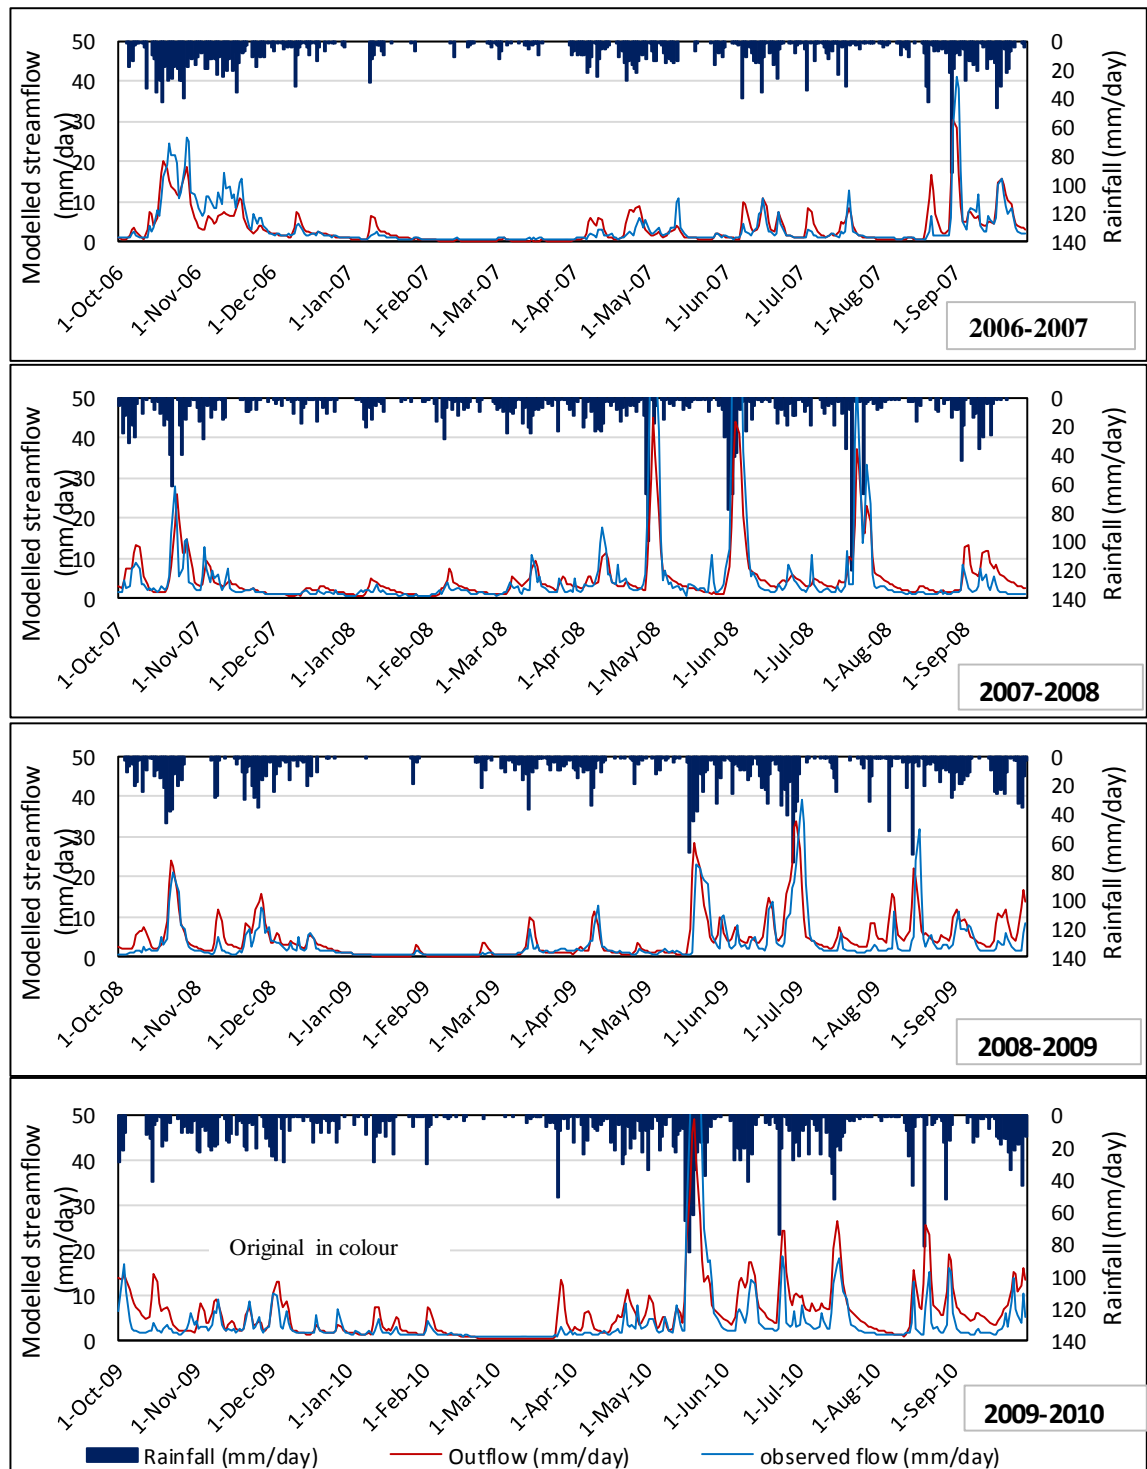 Modelled streamflow
(mm/day)
50
40
30
20
10
0
0
20
40
60
80
100
120
140
Rainfall (mm/day)
1-Oct-06
1-Nov-06
1-Dec-06
1-Jan-07
1-Feb-07
1-Mar-07
1-Apr-07
1-May-07
1-Jun-07
1-Jul-07
1-Aug-07
1-Sep-07
2006-2007
Modelled streamflow
(mm/day)
50
40
30
20
10
0
0
20
40
60
80
100
120
140
Rainfall (mm/day)
1-Oct-07
1-Nov-07
1-Dec-07
1-Jan-08
1-Feb-08
1-Mar-08
1-Apr-08
1-May-08
1-Jun-08
1-Jul-08
1-Aug-08
1-Sep-08
2007-2008
Modelled streamflow
(mm/day)
50
40
30
20
10
0
0
20
40
60
80
100
120
140
Rainfall (mm/day)
1-Oct-08
1-Nov-08
1-Dec-08
1-Jan-09
1-Feb-09
1-Mar-09
1-Apr-09
1-May-09
1-Jun-09
1-Jul-09
1-Aug-09
1-Sep-09
2008-2009
Modelled streamflow
(mm/day)
50
40
30
20
10
0
0
20
40
60
80
100
120
140
Rainfall (mm/day)
Original in colour
1-Oct-09
1-Nov-09
1-Dec-09
1-Jan-10
1-Feb-10
1-Mar-10
1-Apr-10
1-May-10
1-Jun-10
1-Jul-10
1-Aug-10
1-Sep-10
2009-2010
Rainfall (mm/day)
Outflow (mm/day)
observed flow (mm/day)